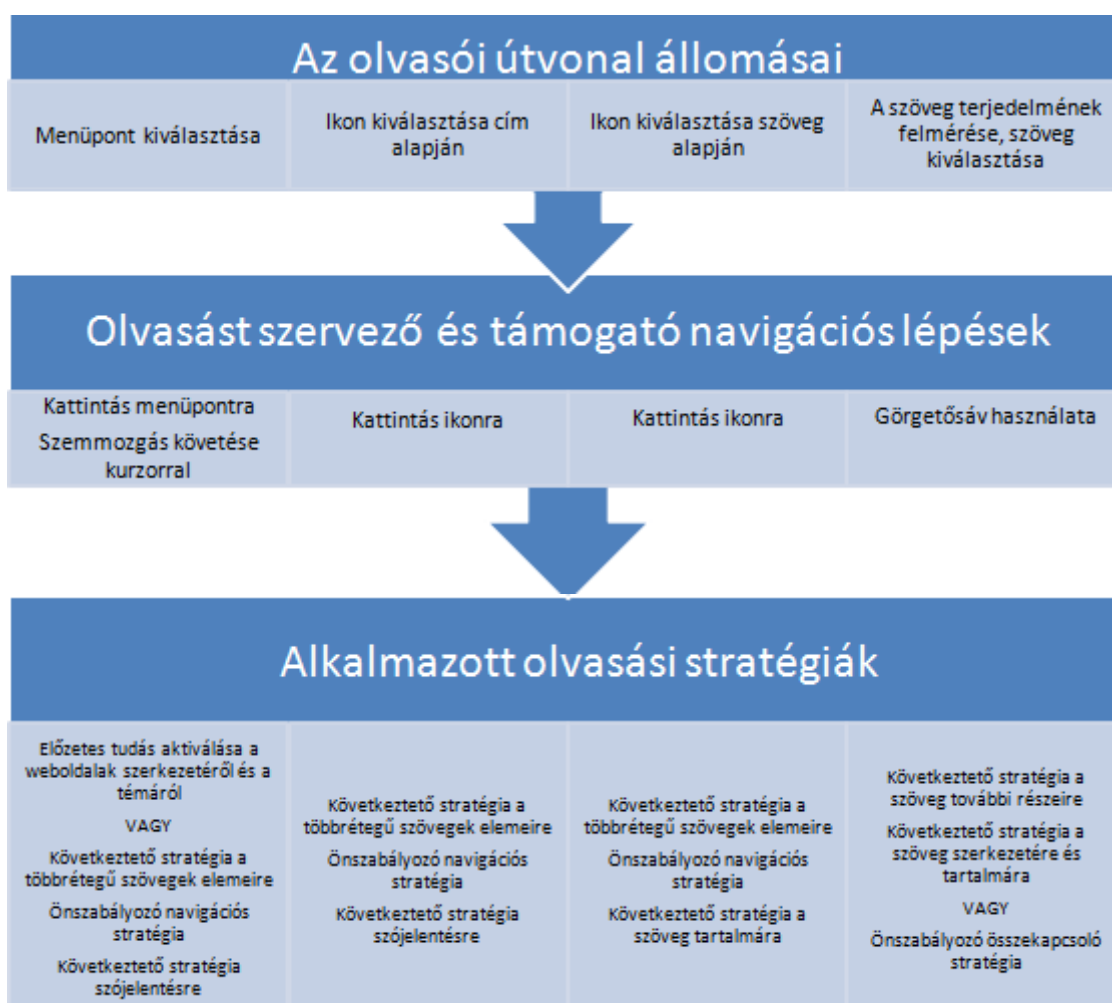 Az olvasói útvonal állomásai
Menüpont kiválasztása
Ikon kiválasztása cím
alapján
Ikon kiválasztása szöveg
alapján
A szöveg terjedelmének
felmérése, szöveg
kiválasztása
Olvasást szervező és támogató navigációs lépések
Kattintás menüpontra
Szemmozgás követése
kurzorral
Kattintás ikonra
Kattintás ikonra
Görgetősáv használata
Alkalmazott olvasási stratégiák
Előzetes tudás aktiválása a
weboldalak szerkezetéről és a
témáról
VAGY
Következtető stratégia a
többrétegű szövegek elemeire
Önszabályozó navigációs
stratégia
Következtető stratégia
szójelentésre
Következtető stratégia a
többrétegű szövegek elemeire
Önszabályozó navigációs
stratégia
Következtető stratégia
szójelentésre
Következtető stratégia a
többrétegű szövegek elemeire
Önszabályozó navigációs
stratégia
Következtető stratégia a
szöveg tartalmára
Következtető stratégia a
szöveg további részeire
Következtető stratégia a
szöveg szerkezetére és
tartalmára
VAGY
Önszabályozó összekapcsoló
stratégia